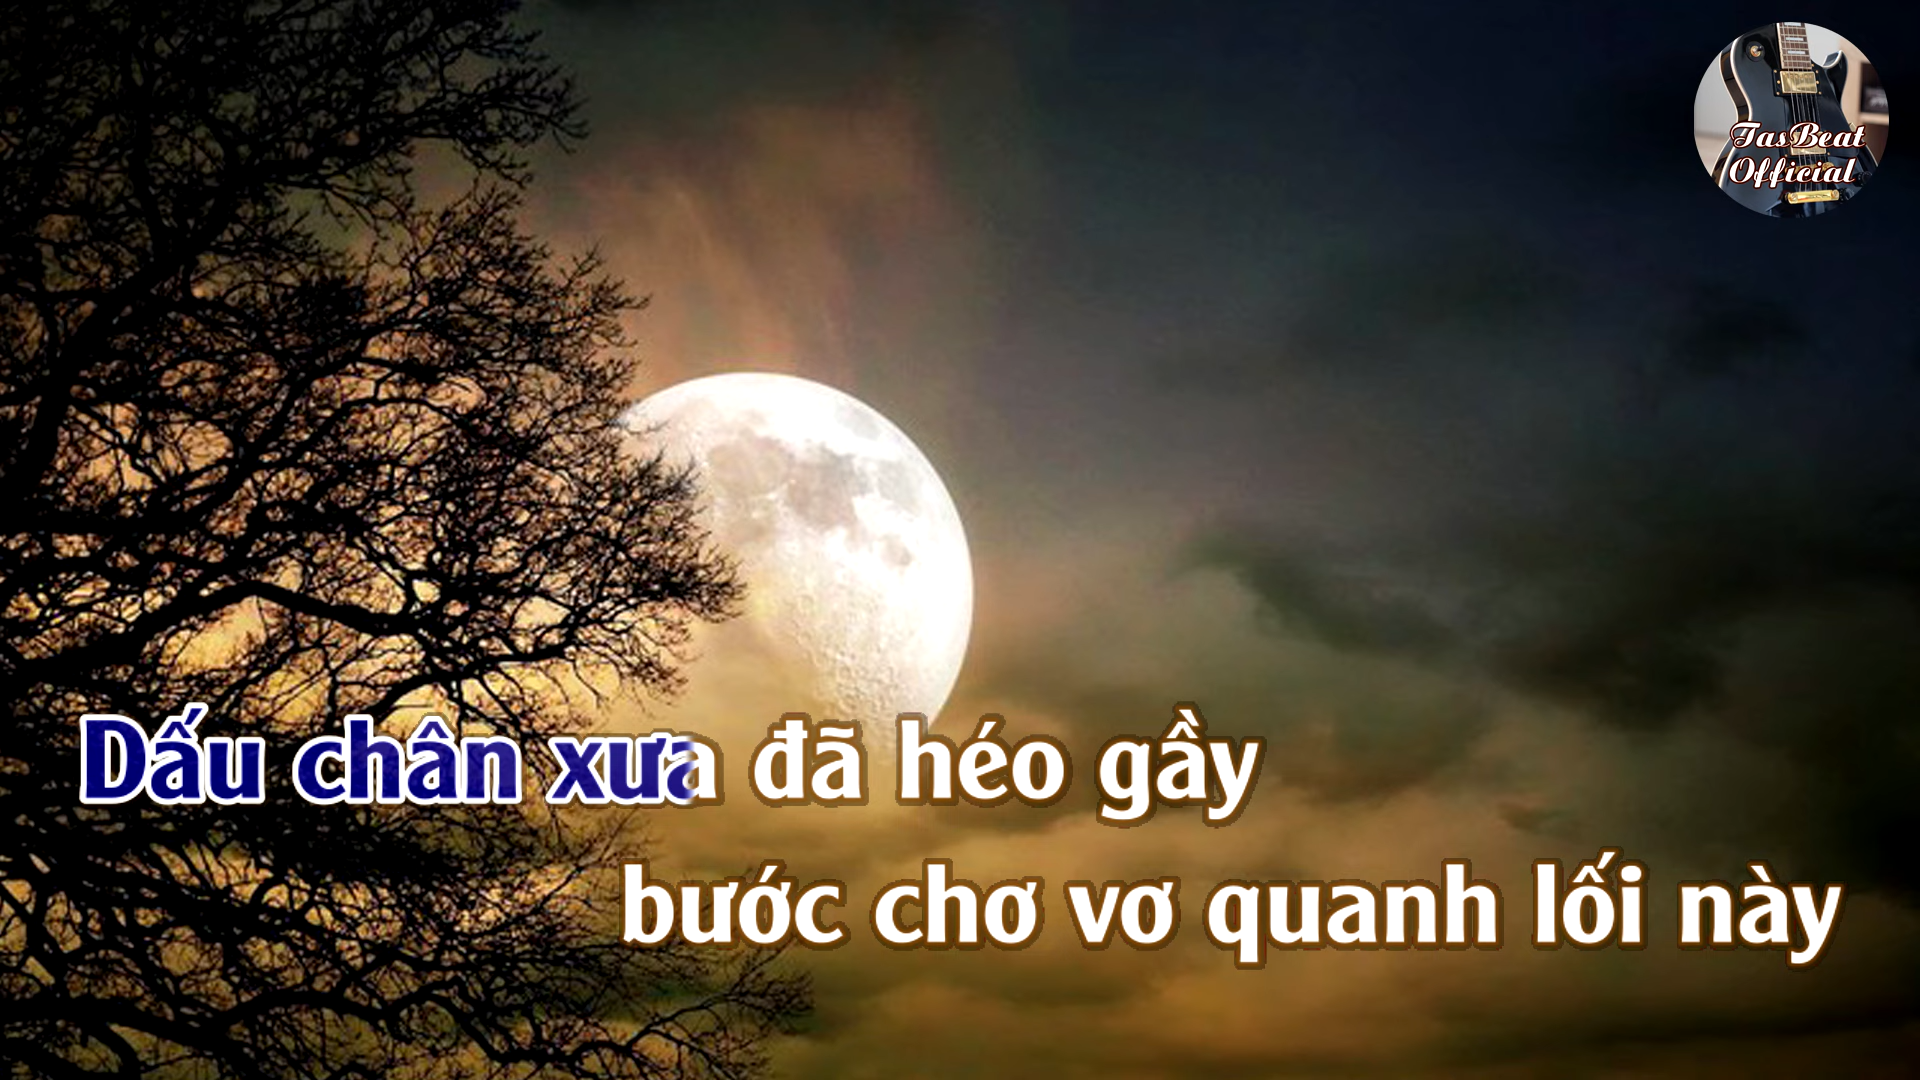 TasBeat
Official
Dấu chân xưa đã héo gầy
bước chơ vơ quanh lối này